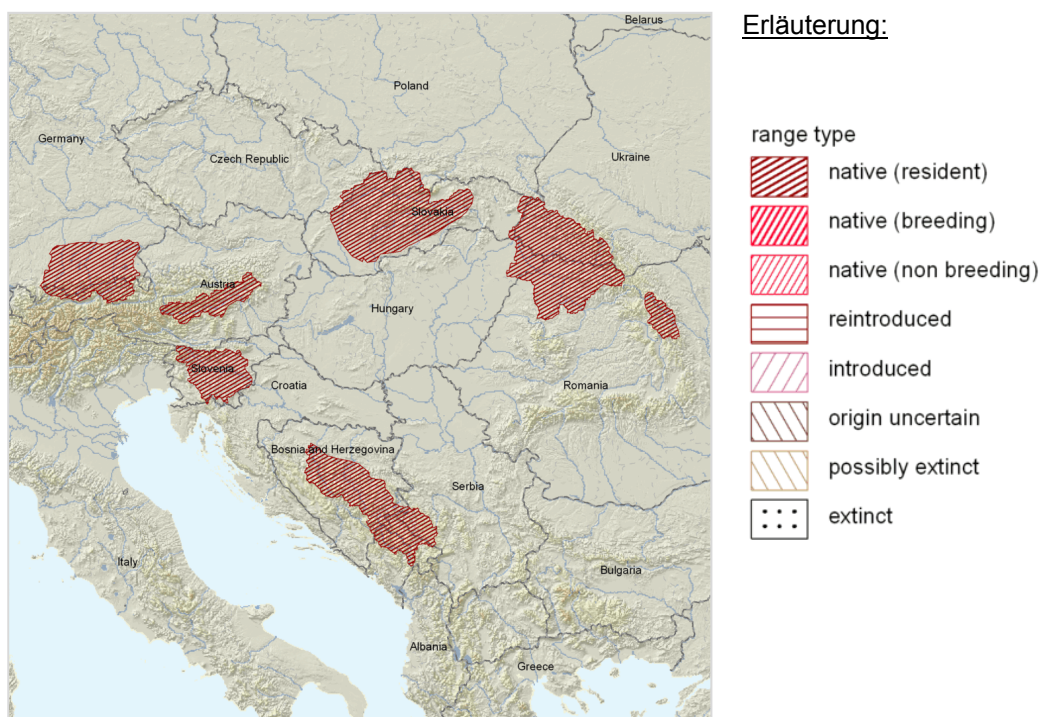 Belarus
Erläuterung:
Poland
Germany
Czech Republic
Ukraine
Slovakia
Austria
Hungary
Slovenia
Croatia
Romania
Bosnia and Herzegovina
Serbia
Italy
Bulgaria
Albania
Greece
range type
native (resident)
native (breeding)
native (non breeding)
reintroduced
introduced
origin uncertain
possibly extinct
extinct